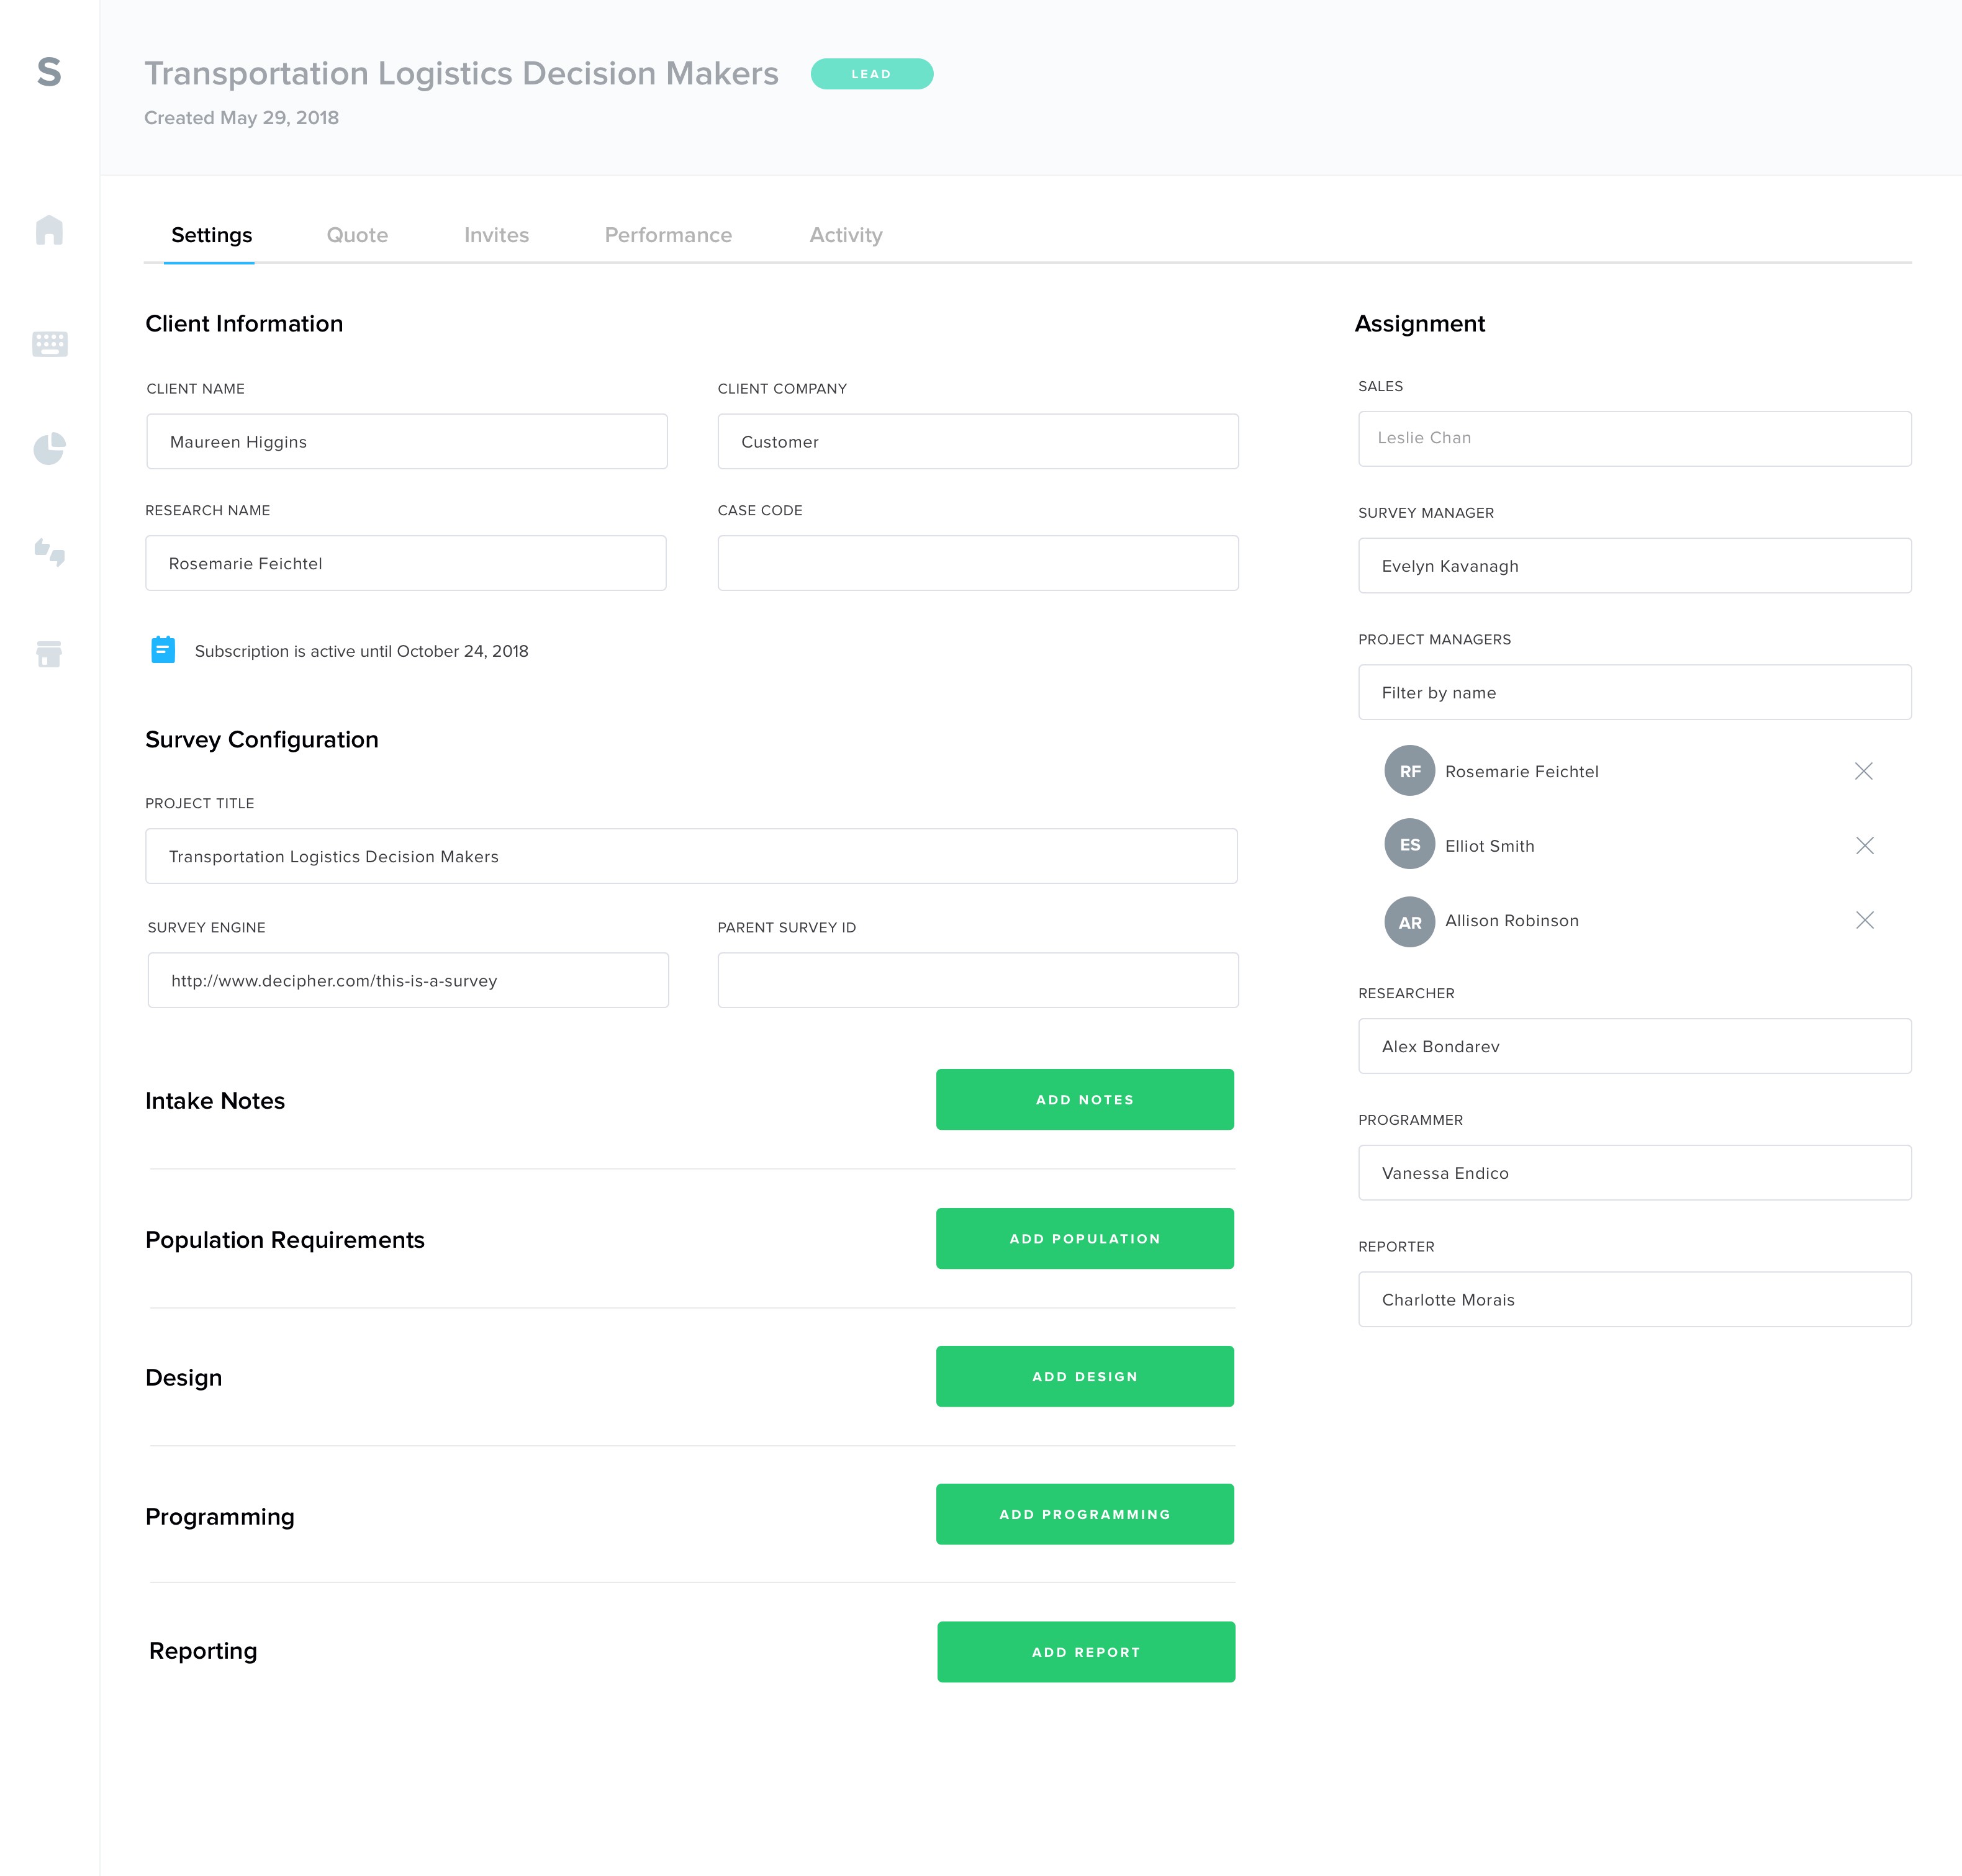 S
Transportation Logistics Decision Makers
LEAD
Created May 29, 2018
Settings
Quote
Invites
Performance
Activity
Client Information
CLIENT NAME
CLIENT COMPANY
Maureen Higgins
Customer
RESEARCH NAME
CASE CODE
Rosemarie Feichtel
Subscription is active until October 24, 2018
Survey Configuration
PROJECT TITLE
Transportation Logistics Decision Makers
SURVEY ENGINE
PARENT SURVEY ID
http://www.decipher.com/this-is-a-survey
Intake Notes
ADD NOTES
Population Requirements
ADD POPULATION
Design
ADD DESIGN
Programming
ADD PROGRAMMING
Reporting
ADD REPORT
Assignment
SALES
Leslie Chan
SURVEY MANAGER
Evelyn Kavanagh
PROJECT MANAGERS
Filter by name
RF Rosemarie Feichtel
ES Elliot Smith
AR Allison Robinson
RESEARCHER
Alex Bondarev
PROGRAMMER
Vanessa Endico
REPORTER
Charlotte Morais